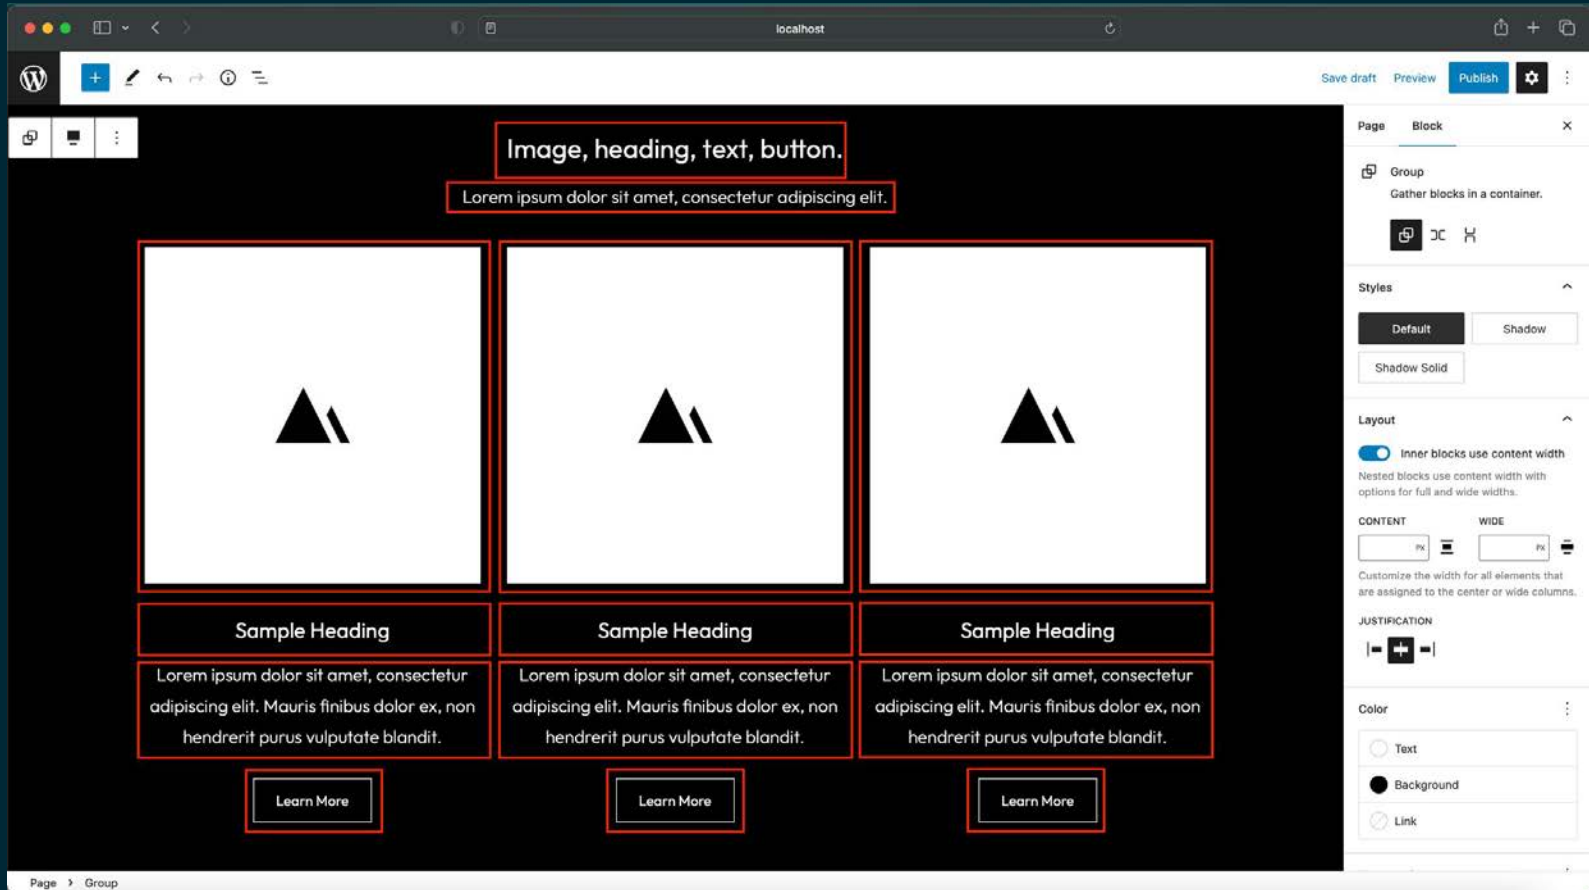 localhost
Save draft Preview Publish
Image, heading, text, button.
Lorem ipsum dolor sit amet, consectetur adipiscing elit.
Sample Heading
Lorem ipsum dolor sit amet, consectetur
adipiscing elit. Mauris finibus dolor ex, non
hendrerit purus vulputate blandit.
Learn More
Sample Heading
Lorem ipsum dolor sit amet, consectetur
adipiscing elit. Mauris finibus dolor ex, non
hendrerit purus vulputate blandit.
Learn More
Sample Heading
Lorem ipsum dolor sit amet, consectetur
adipiscing elit. Mauris finibus dolor ex, non
hendrerit purus vulputate blandit.
Learn More
Page Block
Group
Gather blocks in a container.
Styles
Default Shadow
Shadow Solid
Layout
Inner blocks use content width
Nested blocks use content width with
options for full and wide widths.
CONTENT WIDE
PX PX
Customize the width for all elements that
are assigned to the center or wide columns.
JUSTIFICATION
Color
Text
Background
Link
Page > Group